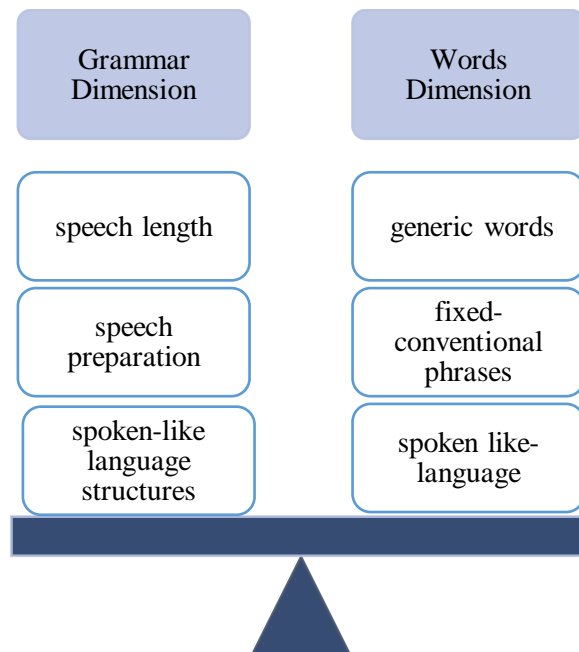 Grammar
Dimension
Words
Dimension
speech length
generic words
speech
preparation
fixed-
conventional
phrases
spoken-like
language
structures
spoken like-
language